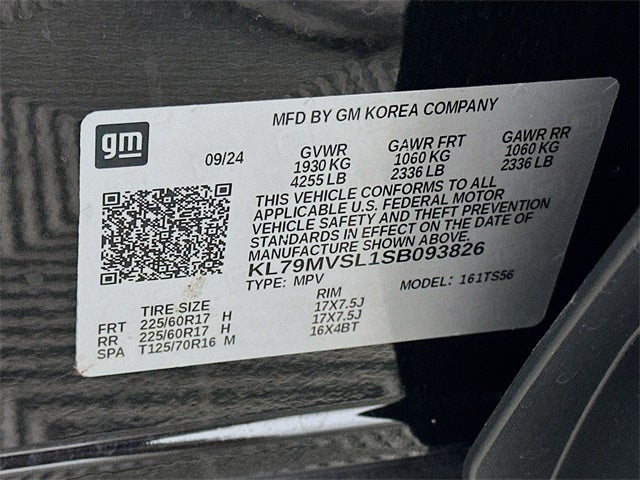 MFD BY GM KOREA COMPANY
gm
09/24
GVWR GAWR FRT GAWR RR
1930 KG 1060 KG 1060 KG
4255 LB 2336 LB 2336 LB
THIS VEHICLE CONFORMS TO ALL
APPLICABLE U.S. FEDERAL MOTOR
VEHICLE SAFETY AND THEFT PREVENTION
STANDARDS IN EFFECT ON THE DATE OF
MANUFACTURE SHOWN ABOVE.
KL79MVSL1SB093826
TYPE: MPV MODEL: 161TS56
TIRE SIZE RIM
FRT 225/60R17 H 17X7.5J
RR 225/60R17 H 17X7.5J
SPA T125/70R16 M 16X4BT